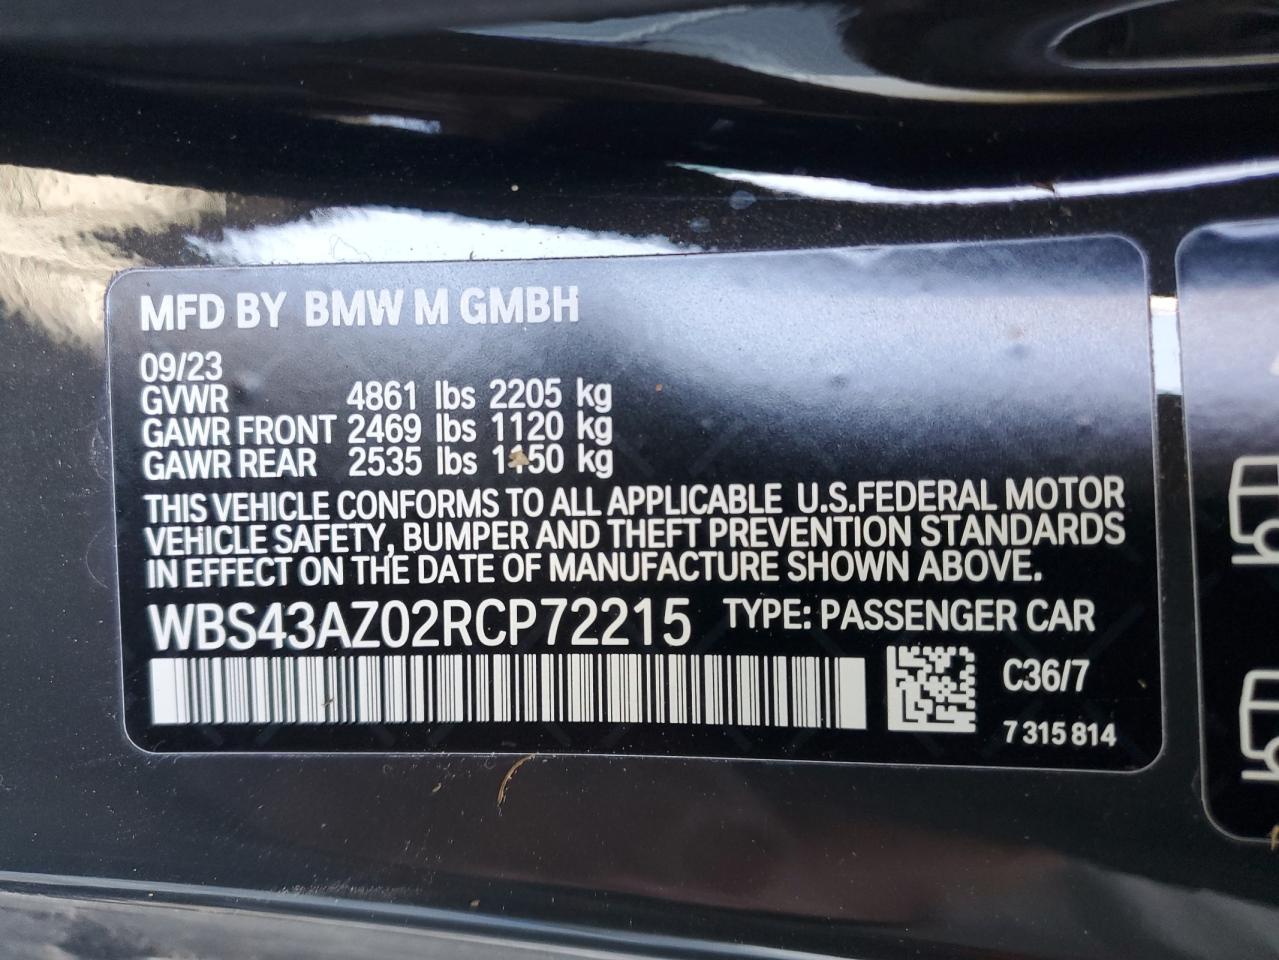 MFD BY BMW M GMBH
09/23
GVWR 4861 lbs 2205 kg
GAWR FRONT 2469 lbs 1120 kg
GAWR REAR 2535 lbs 1150 kg
THIS VEHICLE CONFORMS TO ALL APPLICABLE U.S.FEDERAL MOTOR
VEHICLE SAFETY, BUMPER AND THEFT PREVENTION STANDARDS
IN EFFECT ON THE DATE OF MANUFACTURE SHOWN ABOVE.
WBS43AZ02RCP72215 TYPE: PASSENGER CAR
C36/7
7 315 814